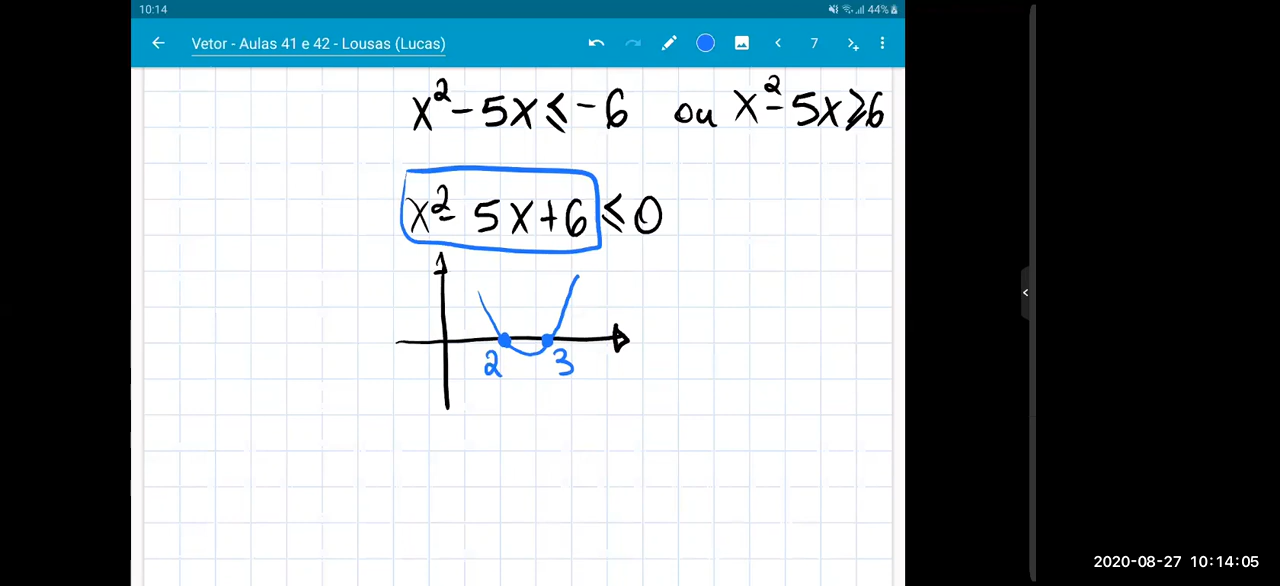 10:14
44%
Vetor - Aulas 41 e 42 - Lousas (Lucas)
7
x² - 5x ≤ -6 ou x² - 5x ≥ 6
x² - 5x + 6 ≤ 0
2 3
2020-08-27 10:14:05